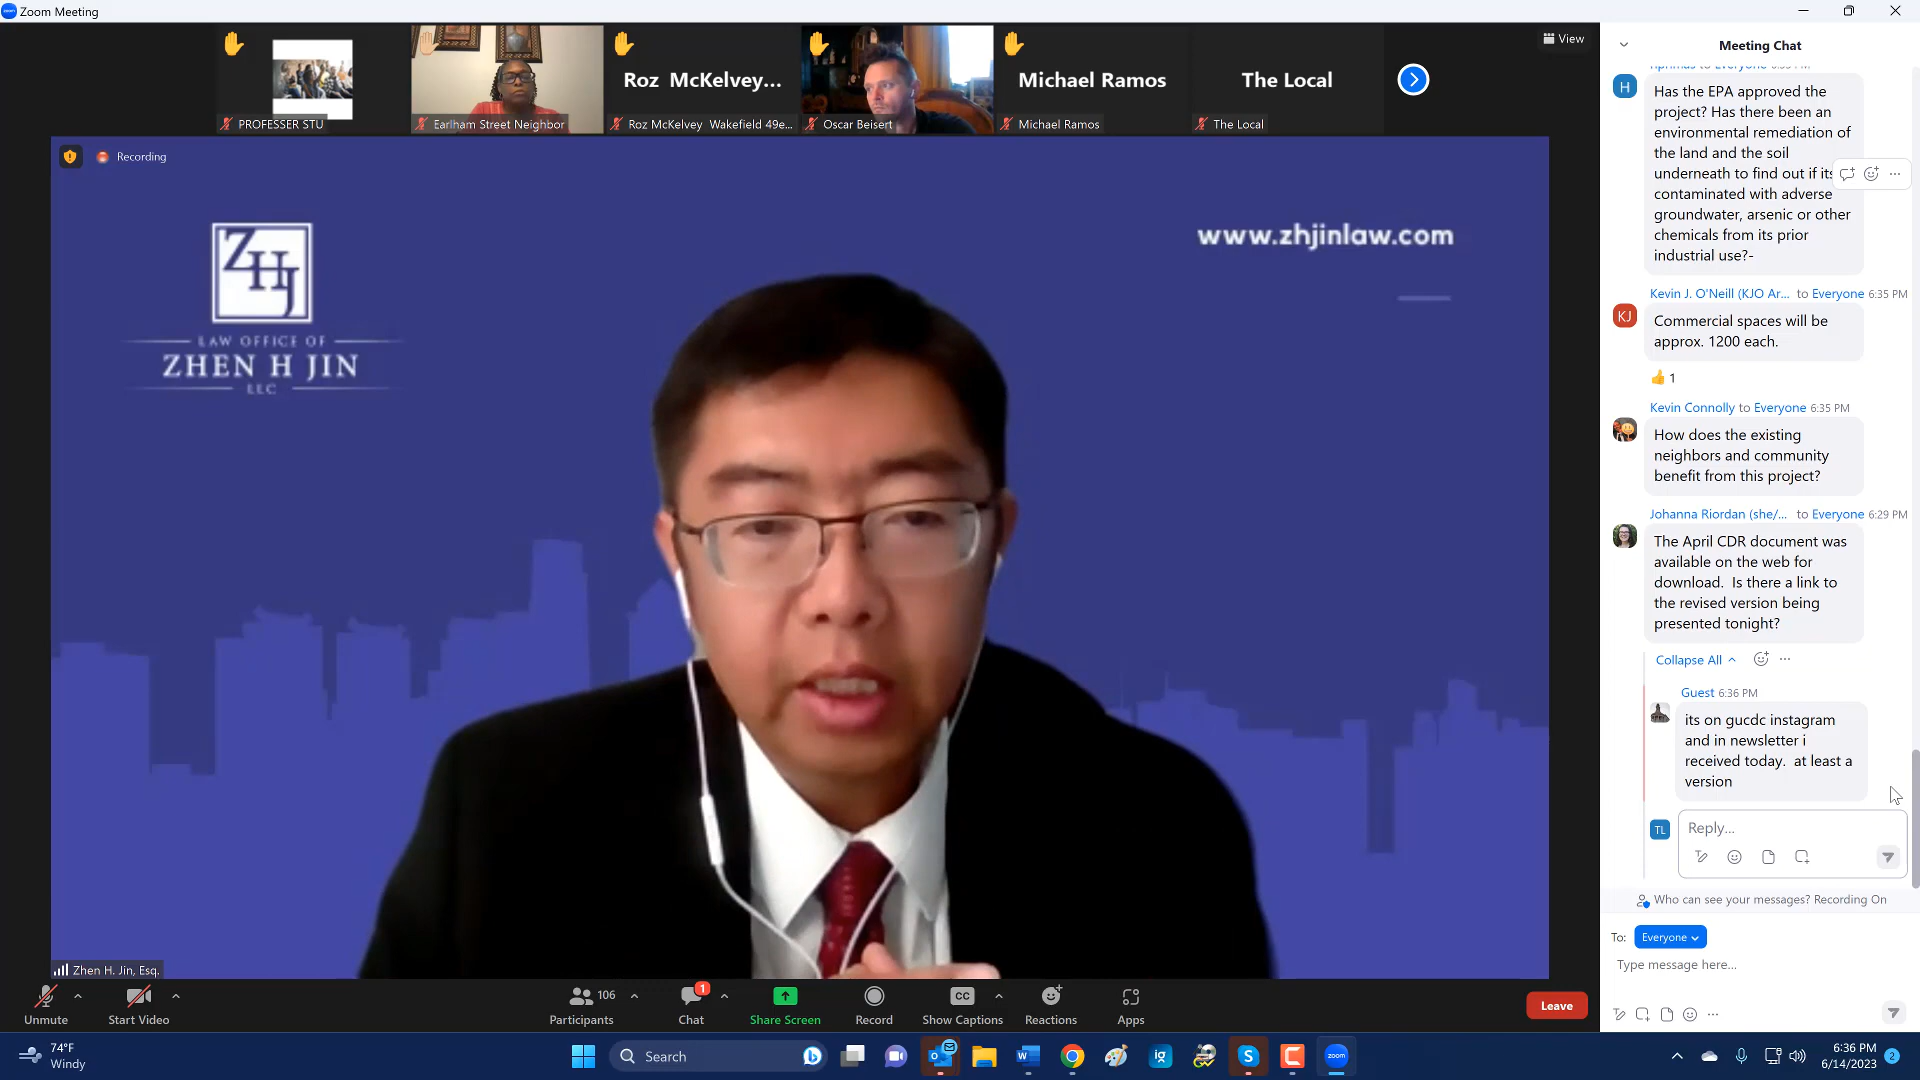 Zoom Meeting
View
PROFESSER STU
Earlham Street Neighbor
Roz McKelvey...
Roz McKelvey Wakefield 49e...
Oscar Beisert
Michael Ramos
Michael Ramos
The Local
The Local
Recording
ZHJ
LAW OFFICE OF
ZHEN H JIN
LLC
www.zhjinlaw.com
Zhen H. Jin, Esq.
Meeting Chat
H
Has the EPA approved the
project? Has there been an
environmental remediation of
the land and the soil
underneath to find out if its
contaminated with adverse
groundwater, arsenic or other
chemicals from its prior
industrial use?-
Kevin J. O'Neill (KJO Ar... to Everyone 6:35 PM
KJ
Commercial spaces will be
approx. 1200 each.
1
Kevin Connolly to Everyone 6:35 PM
How does the existing
neighbors and community
benefit from this project?
Johanna Riordan (she/... to Everyone 6:29 PM
The April CDR document was
available on the web for
download. Is there a link to
the revised version being
presented tonight?
Collapse All
Guest 6:36 PM
its on gucdc instagram
and in newsletter i
received today. at least a
version
TL
Reply...
Who can see your messages? Recording On
To: Everyone
Type message here...
Unmute
Start Video
106
Participants
1
Chat
Share Screen
Record
CC
Show Captions
Reactions
Apps
Leave
74°F
Windy
Search
zoom
6:36 PM
6/14/2023
2